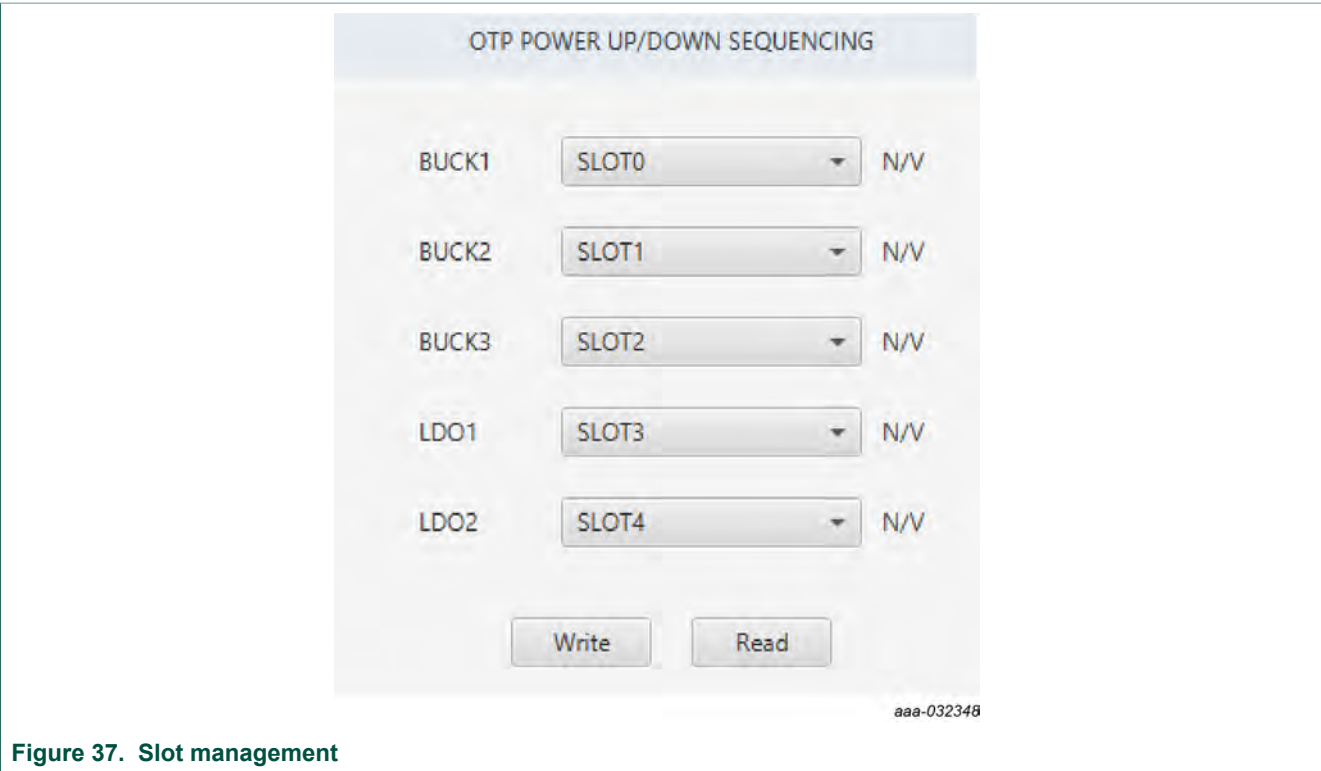 OTP POWER UP/DOWN SEQUENCING
BUCK1 SLOT0 N/V
BUCK2 SLOT1 N/V
BUCK3 SLOT2 N/V
LDO1 SLOT3 N/V
LDO2 SLOT4 N/V
Write Read
aaa-032348
Figure 37. Slot management